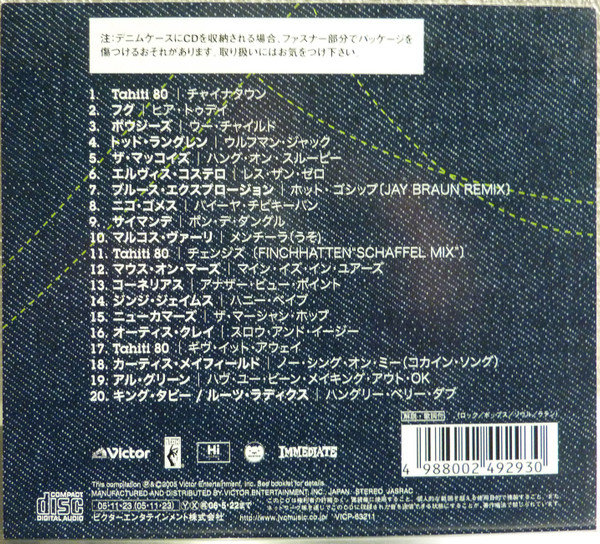 注:デニムケースにCDを収納される場合、ファスナー部分でパッケージを
傷つけるおそれがあります。取り扱いにはお気をつけ下さい。
1. Tahiti 80 | チャイナタウン
2. フグ | ヒア・トゥデイ
3. ポウジーズ | ウー・チャイルド
4. トッド・ラングレン | ウルフマン・ジャック
5. ザ・マッコイズ | ハング・オン・スルーピー
6. エルヴィス・コステロ | レス・ザン・ゼロ
7. ブルース・エクスプロージョン | ホット・ゴシップ(JAY BRAUN REMIX)
8. ニゴ・ゴメス | バイーヤ・チピキーバン
9. サイマンデ | ボン・デ・ダンゲル
10. マルコス・ヴァーリ | メンチーラ(うそ)
11. Tahiti 80 | チェンジズ [FINCHHATTEN"SCHAFFEL MIX"]
12. マウス・オン・マーズ | マイン・イズ・イン・ユアーズ
13. コーネリアス | アナザー・ビュー・ポイント
14. ジンジ・ジェイムス | ハニー・ベイブ
15. ニューカマーズ | ザ・マーシャン・ホップ
16. オーティス・クレイ | スロウ・アンド・イージー
17. Tahiti 80 | ギヴ・イット・アウェイ
18. カーティス・メイフィールド | ノー・シング・オン・ミー(コカイン・ソング)
19. アル・グリーン | ハヴ・ユー・ビーン・メイキング・アウト・OK
20. キング・タビー / ルーツ・ラディクス | ハングリー・ベリー・ダブ
解説・歌詞付 (ロック/ポップス/ソウル/ラテン)
Victor Hi IMMEDIATE
4 988002 492930
This compilation ℗&©2005 Victor Entertainment, Inc. See booklet for details.
MANUFACTURED AND DISTRIBUTED BY VICTOR ENTERTAINMENT, INC., JAPAN. STEREO JASRAC
COMPACT disc DIGITAL AUDIO
05・11・23 (05・11・23) Y X 06・5・22まで
ビクターエンタテインメント株式会社 http://www.jvcmusic.co.jp/ VICP-63211